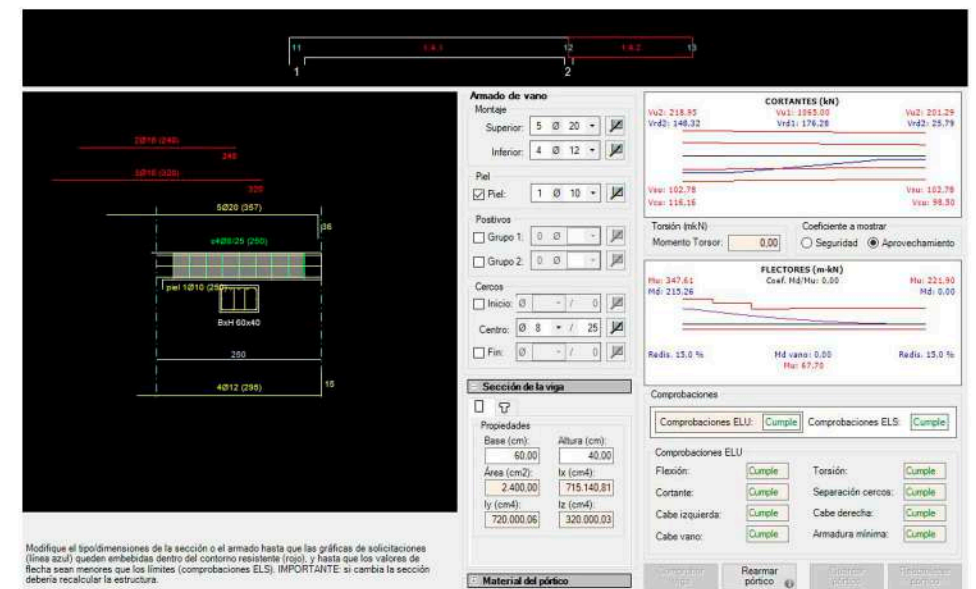 11 1.4.1 12 1.4.2 13
1 2
240
320
5Ø20 (357)
36
piel 1Ø10 (250)
BxH 60x40
250
4Ø12 (295)
15
Modifique el tipo/dimensiones de la sección o el armado hasta que las gráficas de solicitaciones
(línea azul) queden embebidas dentro del contorno resistente (rojo), y hasta que los valores de
flecha sean menores que los límites (comprobaciones ELS). IMPORTANTE: si cambia la sección
debería recalcular la estructura.
Armado de vano
Montaje
Superior: 5 Ø 20
Inferior: 4 Ø 12
Piel
Piel: 1 Ø 10
Positivos
Grupo 1: 0 Ø
Grupo 2: 0 Ø
Cercos
Inicio: Ø / 0
Centro: Ø 8 / 25
Fin: Ø / 0
Sección de la viga
Propiedades
Base (cm): Altura (cm):
60,00 40,00
Área (cm2): Ix (cm4):
2.400,00 715.140,81
Iy (cm4): Iz (cm4):
720.000,06 320.000,03
Material del pórtico
CORTANTES (kN)
Vu2: 218.95 Vu1: 1065.00 Vu2: 201.29
Vrd2: 148.32 Vrd1: 176.28 Vrd2: 25.79
Vsu: 102.78 Vsu: 102.78
Vcu: 116.16 Vcu: 98.50
Torsión (mkN) Coeficiente a mostrar
Momento Torsor: 0,00 Seguridad Aprovechamiento
FLECTORES (m·kN)
Mu: 347.61 Coef. Md/Mu: 0.00 Mu: 221.90
Md: 215.26 Md: 0.00
Redis. 15.0 % Md vano: 0.00 Redis. 15.0 %
Mu: 67.70
Comprobaciones
Comprobaciones ELU: Cumple Comprobaciones ELS: Cumple
Comprobaciones ELU
Flexión: Cumple Torsión: Cumple
Cortante: Cumple Separación cercos: Cumple
Cabe izquierda: Cumple Cabe derecha: Cumple
Cabe vano: Cumple Armadura mínima: Cumple
Rearmar
pórtico